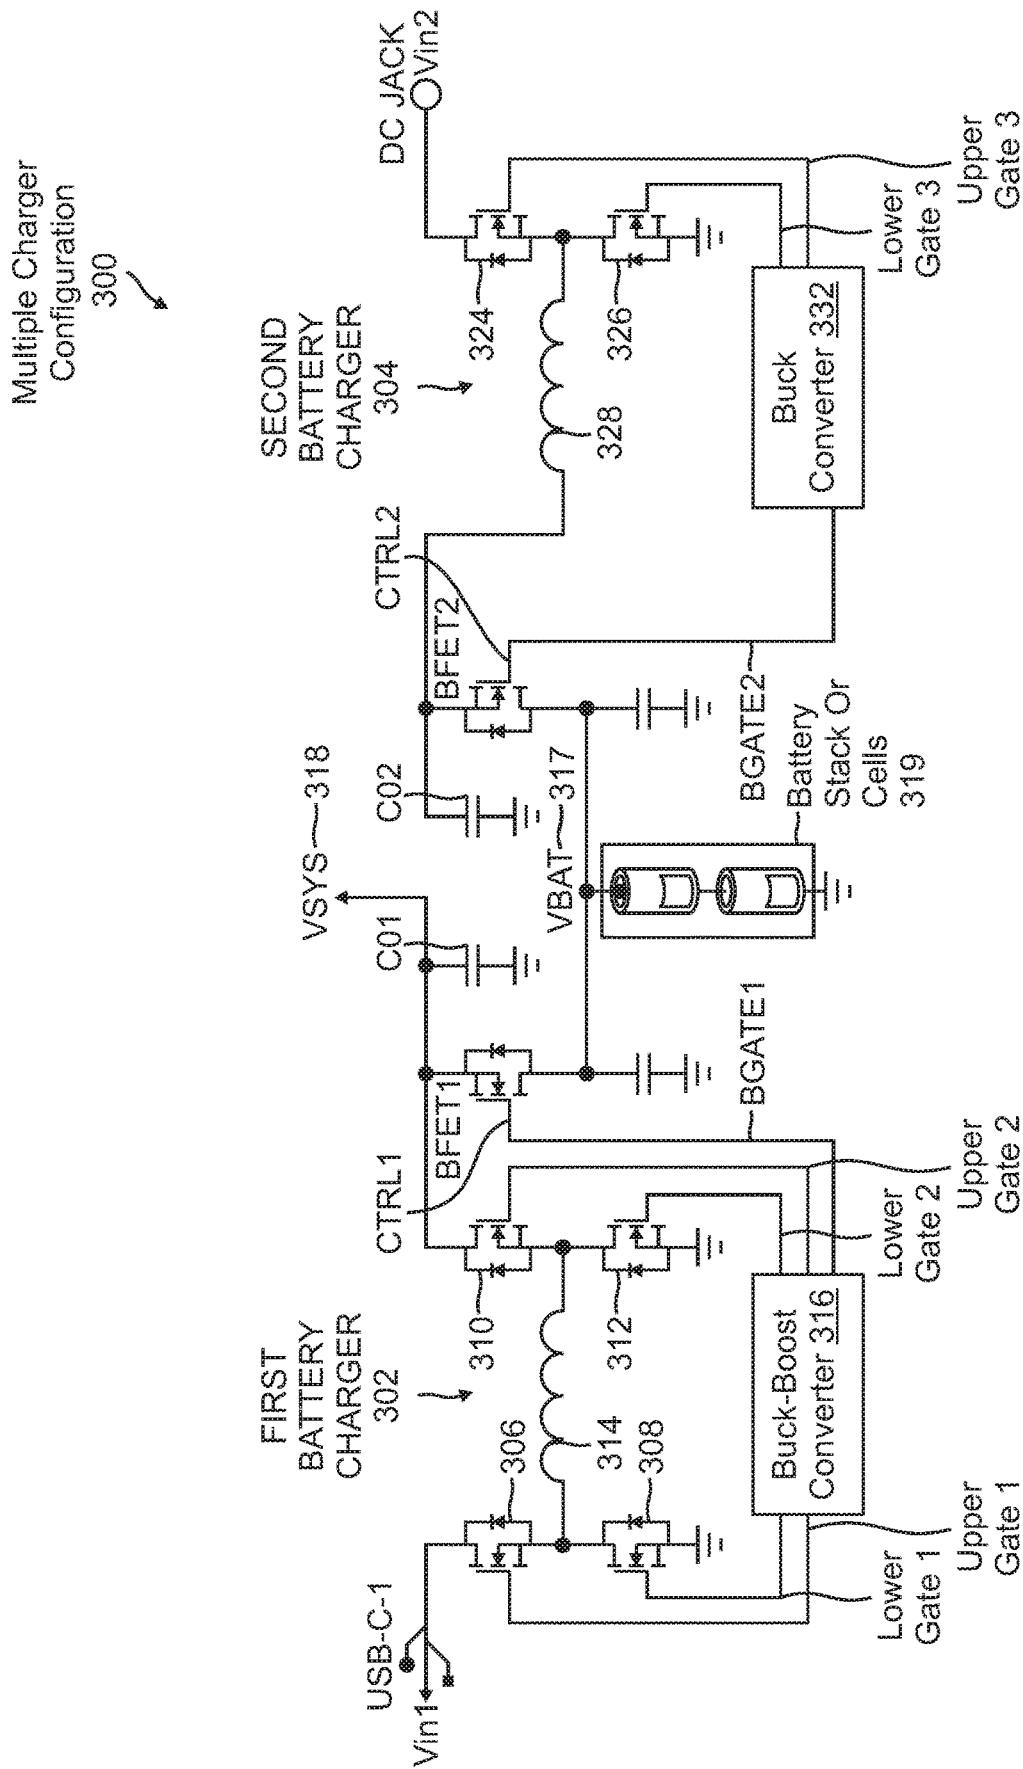 Multiple Charger
Configuration
300
FIRST
BATTERY
CHARGER
302
SECOND
BATTERY
CHARGER
304
VSYS
318
USB-C-1
Vin1
CTRL1
C01
C02
CTRL2
DC JACK
Vin2
BFET1
BFET2
306
310
324
314
308
312
VBAT
317
328
326
Buck-Boost
Converter 316
BGATE1
BGATE2
Battery
Stack Or
Cells
319
Buck
Converter 332
Lower
Gate 1
Upper
Gate 1
Lower
Gate 2
Upper
Gate 2
Lower
Gate 3
Upper
Gate 3